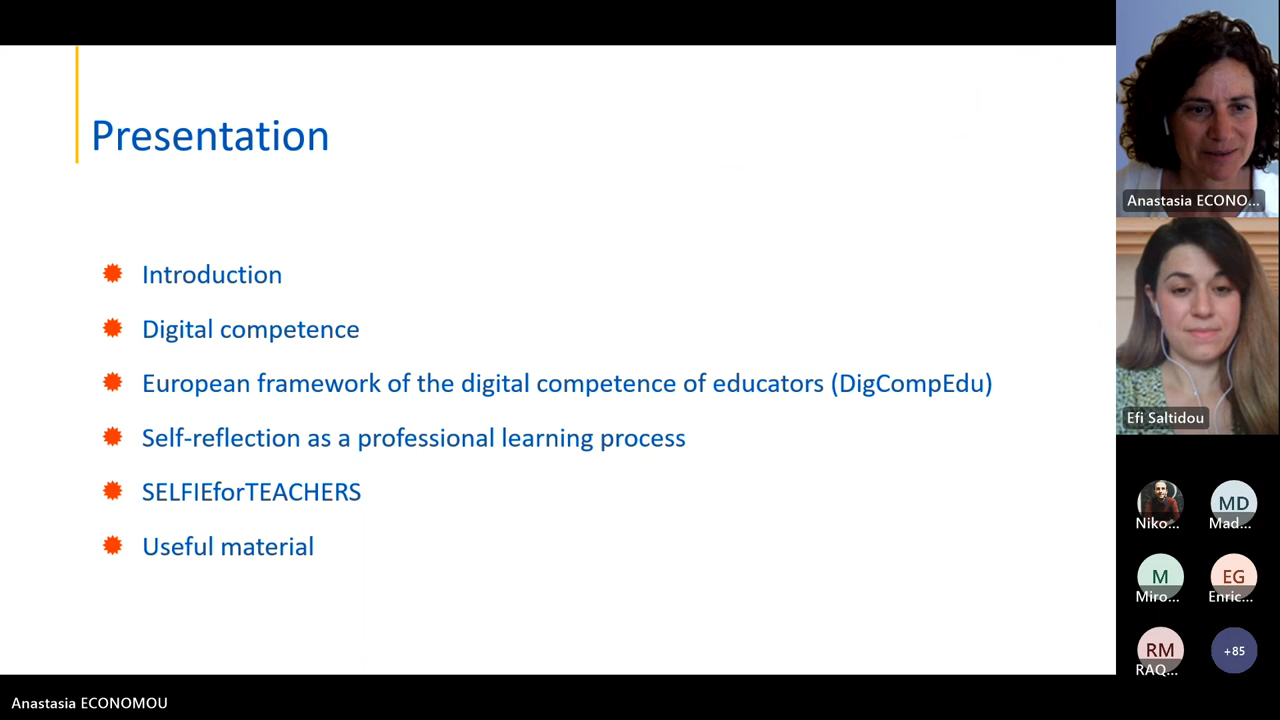 Presentation
Introduction
Digital competence
European framework of the digital competence of educators (DigCompEdu)
Self-reflection as a professional learning process
SELFIEforTEACHERS
Useful material
Anastasia ECONO...
Efi Saltidou
Niko...
MD
Mad...
M
Miro...
EG
Enric...
RM
RAQ...
+85
Anastasia ECONOMOU